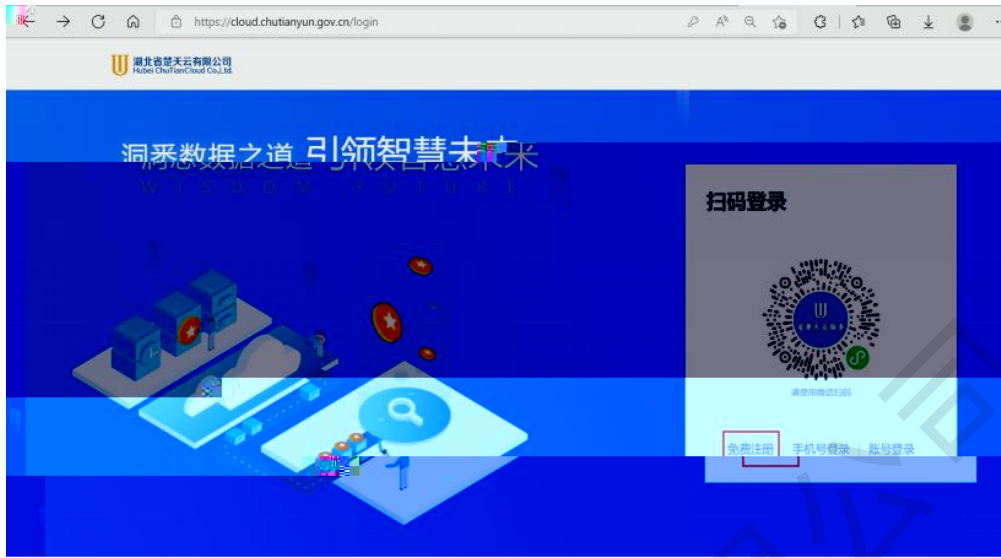 https://cloud.chutianyun.gov.cn/login
湖北省楚天云有限公司
Hubei ChuTianCloud Co.,Ltd.
洞悉数据之道 引领智慧未来
WISDOM FUTURE
扫码登录
请使用微信扫码
免费注册 手机号登录 账号登录